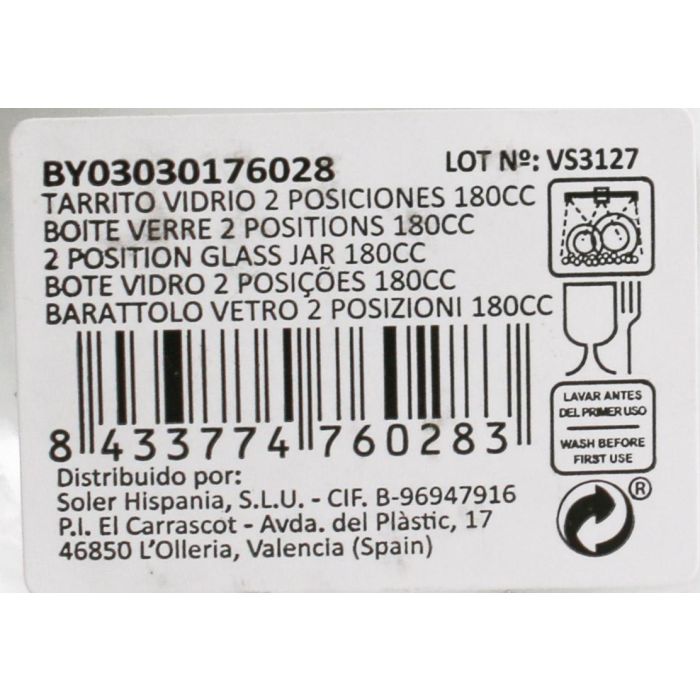 BY03030176028
LOT Nº: VS3127
TARRITO VIDRIO 2 POSICIONES 180CC
BOITE VERRE 2 POSITIONS 180CC
2 POSITION GLASS JAR 180CC
BOTE VIDRO 2 POSIÇÕES 180CC
BARATTOLO VETRO 2 POSIZIONI 180CC
8 433774 760283
LAVAR ANTES
DEL PRIMER USO
WASH BEFORE
FIRST USE
Distribuido por:
Soler Hispania, S.L.U. - CIF. B-96947916
P.I. El Carrascot - Avda. del Plàstic, 17
46850 L'Olleria, Valencia (Spain)
®